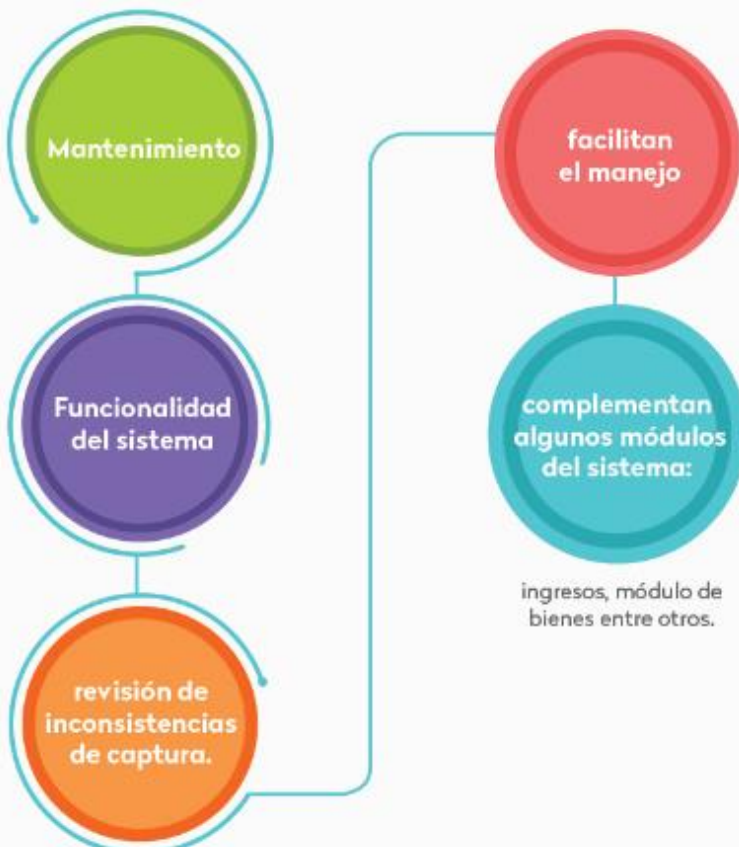 Mantenimiento
Funcionalidad
del sistema
revisión de
inconsistencias
de captura.
facilitan
el manejo
complementan
algunos módulos
del sistema:
ingresos, módulo de
bienes entre otros.